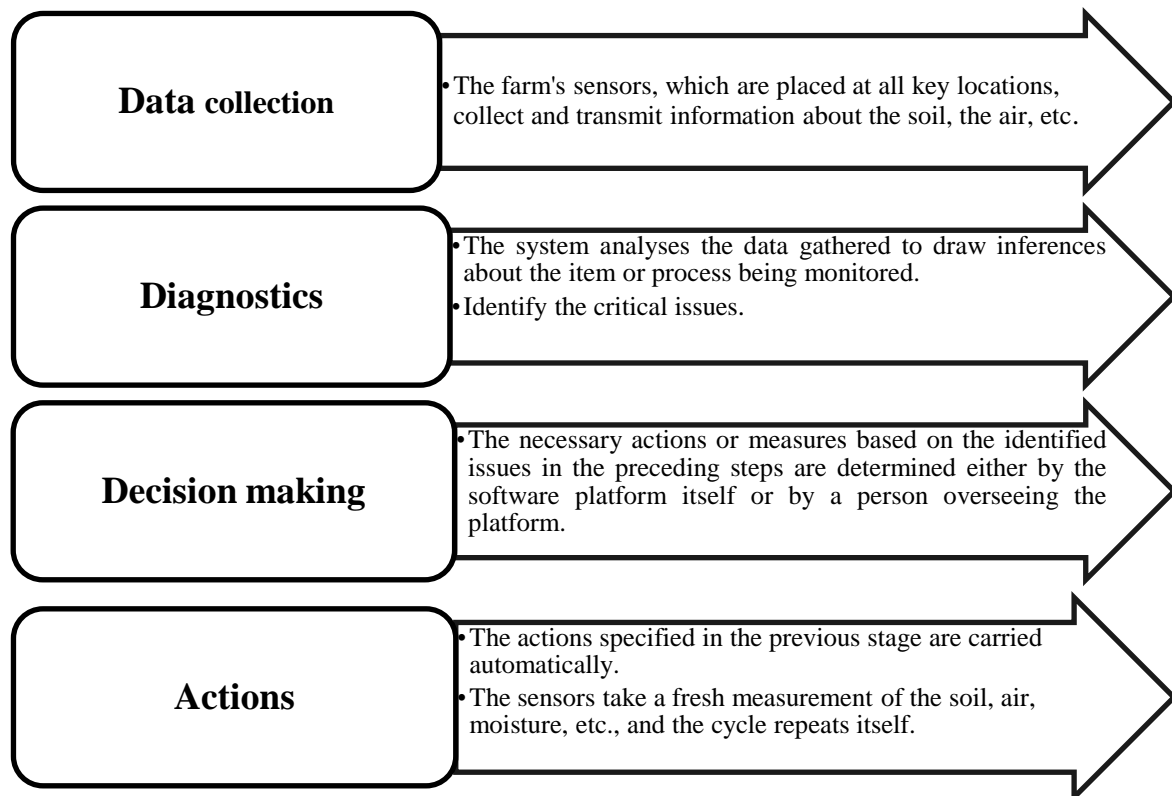 Data collection
•The farm's sensors, which are placed at all key locations,
collect and transmit information about the soil, the air, etc.
Diagnostics
•The system analyses the data gathered to draw inferences
about the item or process being monitored.
•Identify the critical issues.
Decision making
•The necessary actions or measures based on the identified
issues in the preceding steps are determined either by the
software platform itself or by a person overseeing the
platform.
Actions
•The actions specified in the previous stage are carried
automatically.
•The sensors take a fresh measurement of the soil, air,
moisture, etc., and the cycle repeats itself.